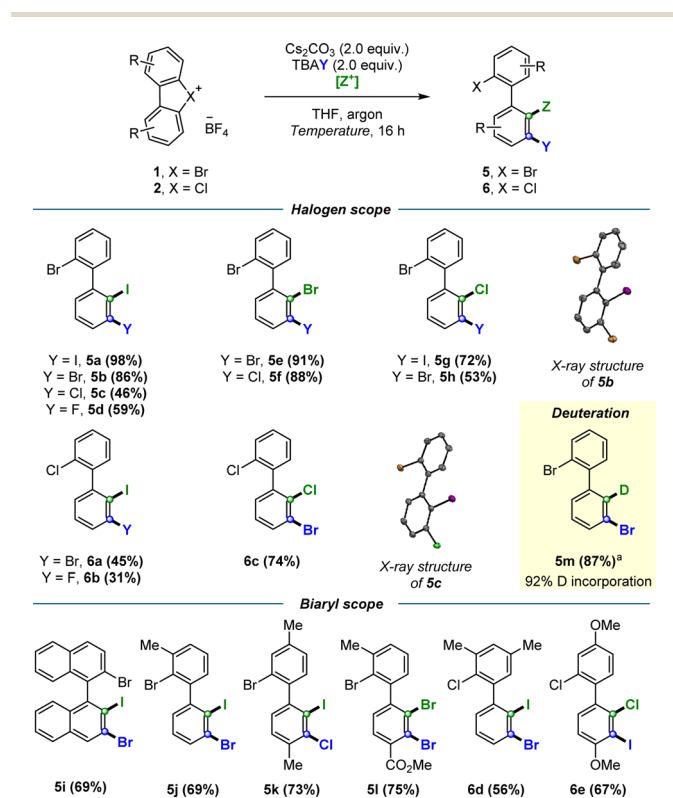 Cs₂CO₃ (2.0 equiv.)
TBAY (2.0 equiv.)
[Z⁺]
THF, argon
Temperature, 16 h
R
X⁺
R
BF₄⁻
1, X = Br
2, X = Cl
R
X
Z
R
Y
5, X = Br
6, X = Cl
Halogen scope
Br
I
Y
Y = I, 5a (98%)
Y = Br, 5b (86%)
Y = Cl, 5c (46%)
Y = F, 5d (59%)
Br
Br
Y
Y = Br, 5e (91%)
Y = Cl, 5f (88%)
Br
Cl
Y
Y = I, 5g (72%)
Y = Br, 5h (53%)
X-ray structure
of 5b
Cl
I
Y
Y = Br, 6a (45%)
Y = F, 6b (31%)
Cl
Cl
Br
6c (74%)
X-ray structure
of 5c
Deuteration
Br
D
Br
5m (87%)ᵃ
92% D incorporation
Biaryl scope
Br
I
Br
5i (69%)
Me
Br
I
Br
5j (69%)
Me
Br
I
Cl
Me
5k (73%)
Me
Br
Br
Br
CO₂Me
5l (75%)
Me
Me
Cl
I
Br
6d (56%)
OMe
Cl
Cl
I
OMe
6e (67%)